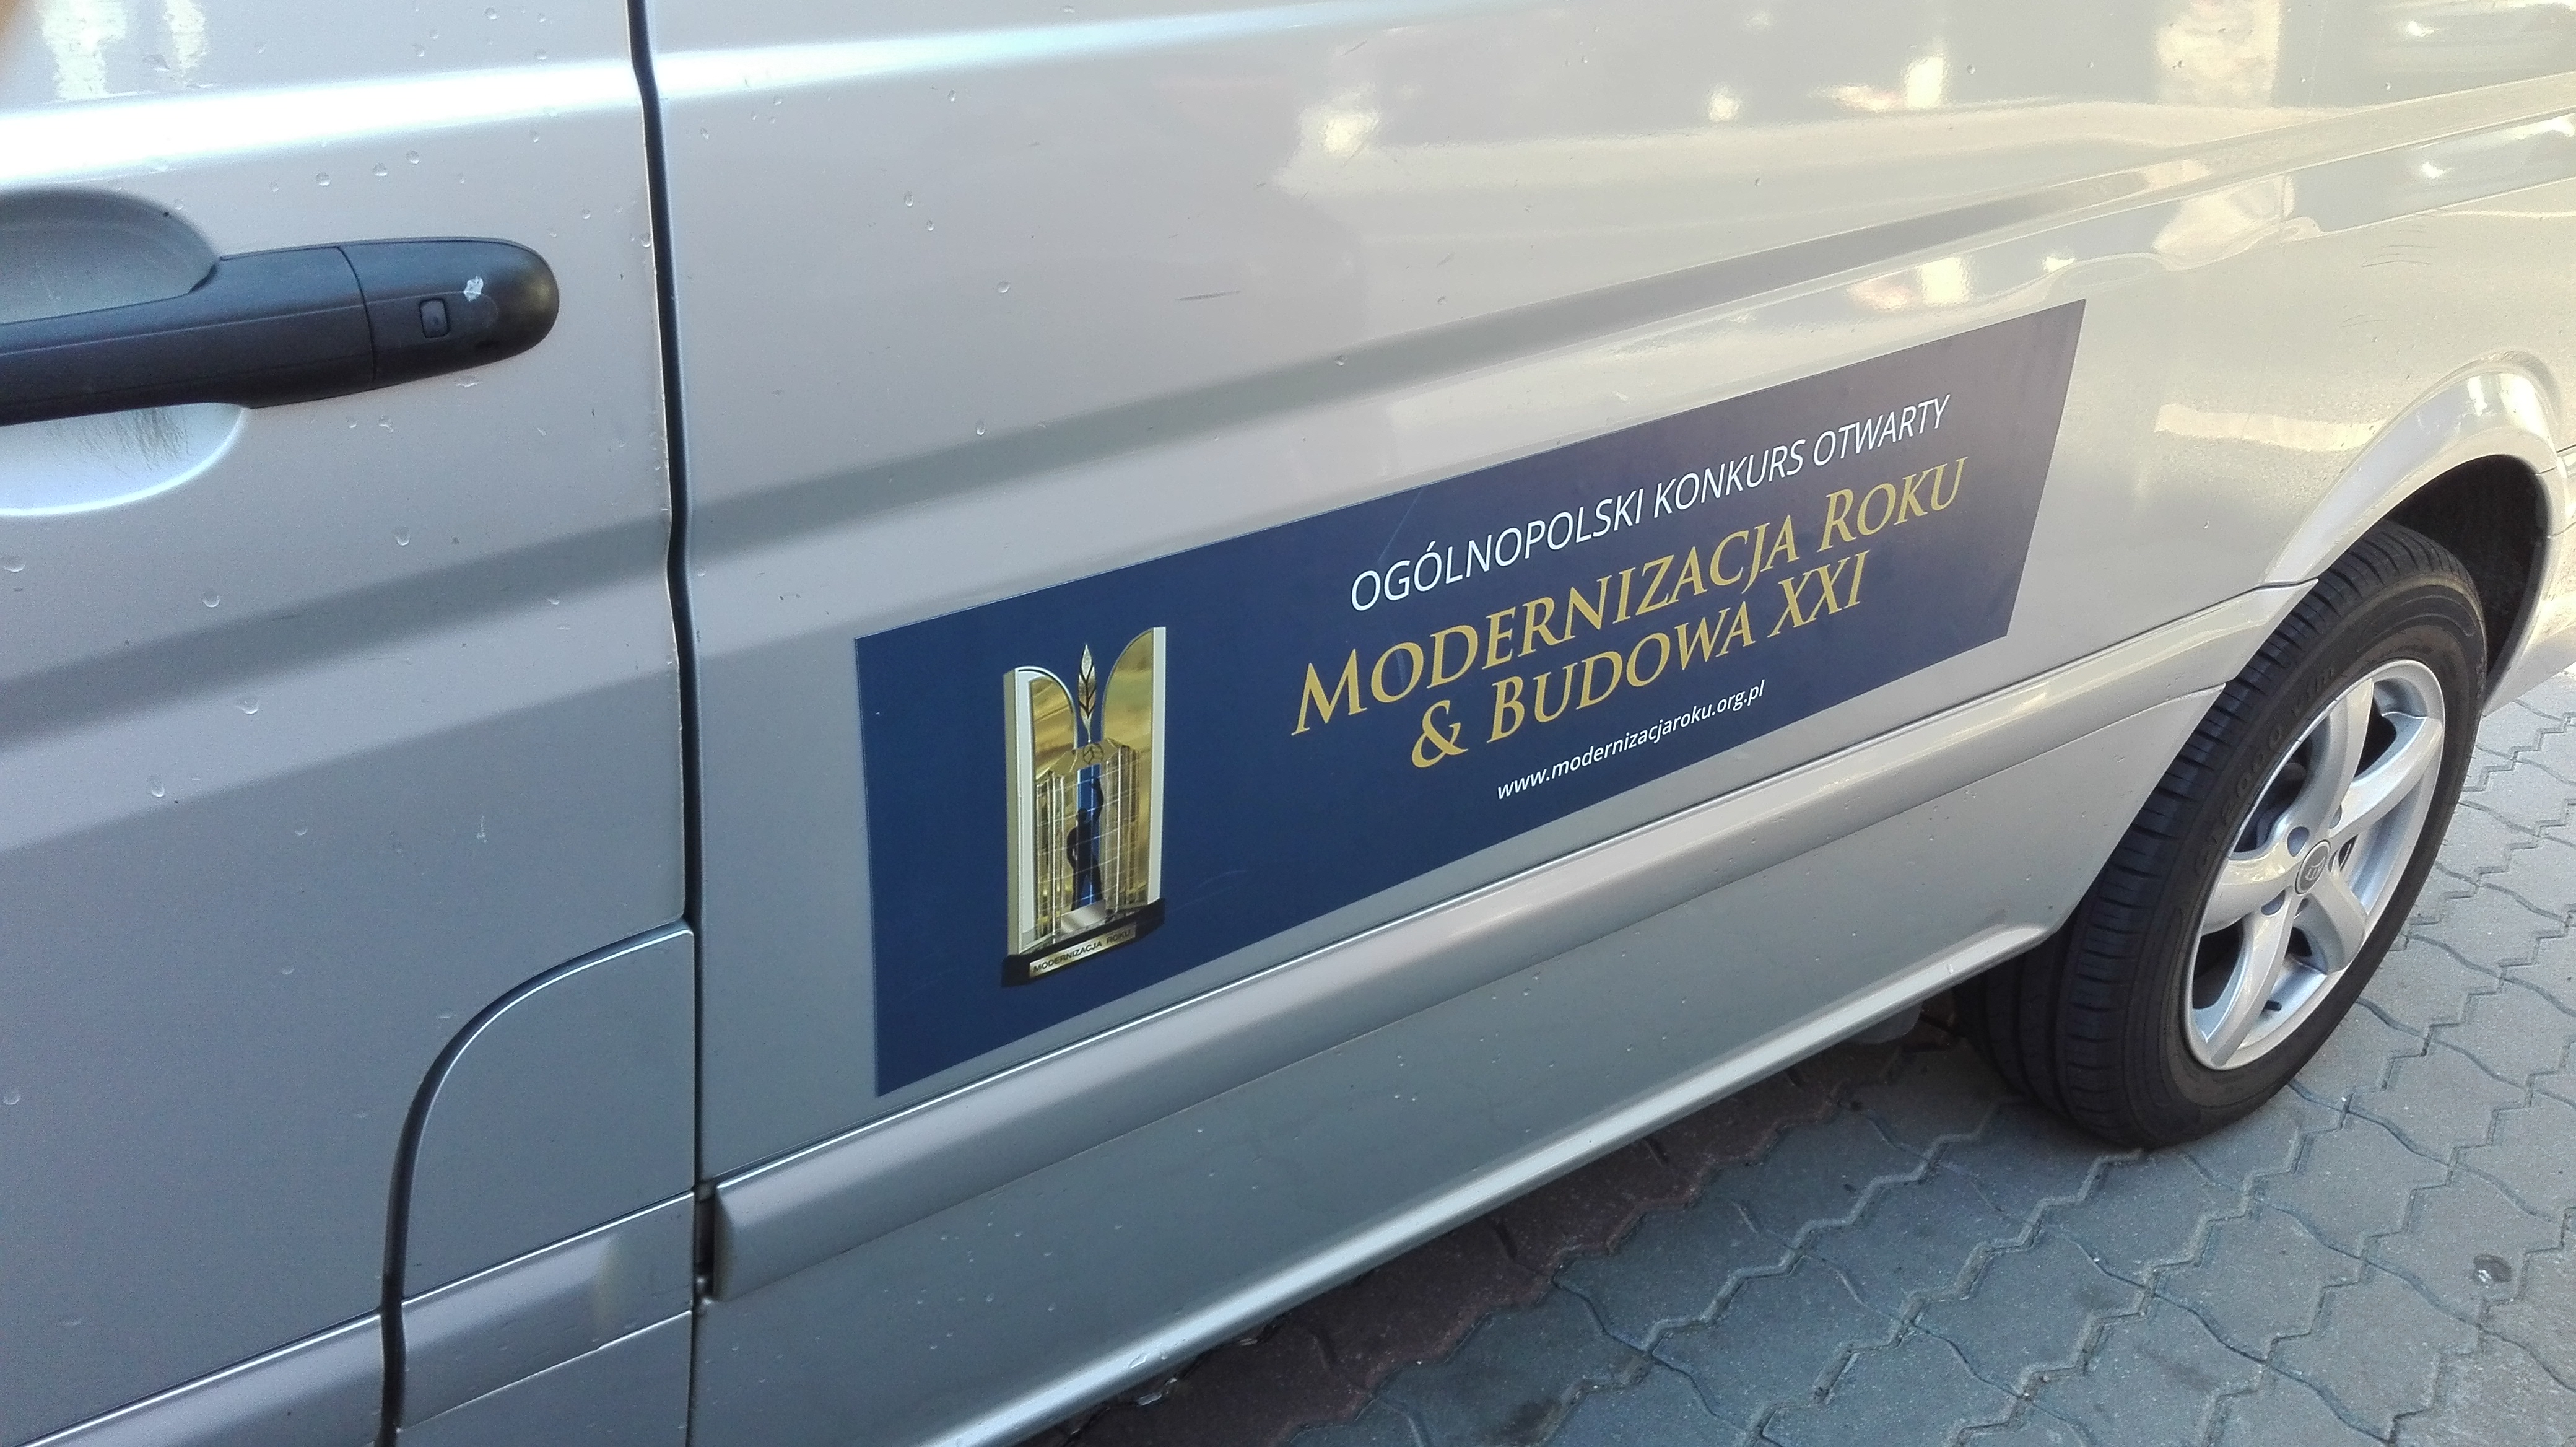 OGÓLNOPOLSKI KONKURS OTWARTY
MODERNIZACJA ROKU
& BUDOWA XXI
www.modernizacjaroku.org.pl
MODERNIZACJA ROKU